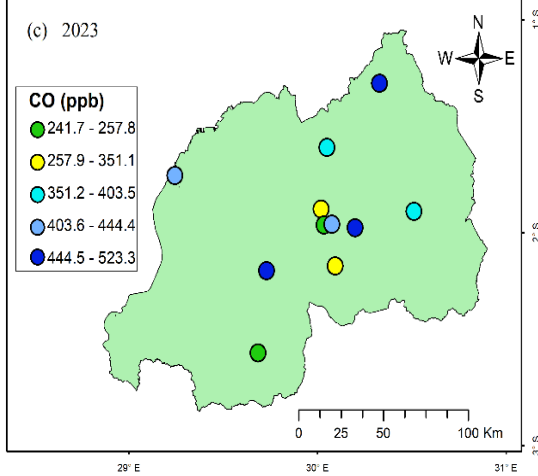 (c) 2023
N
W E
S
CO (ppb)
241.7 - 257.8
257.9 - 351.1
351.2 - 403.5
403.6 - 444.4
444.5 - 523.3
1° S
2° S
3° S
0 25 50 100 Km
29° E 30° E 31° E